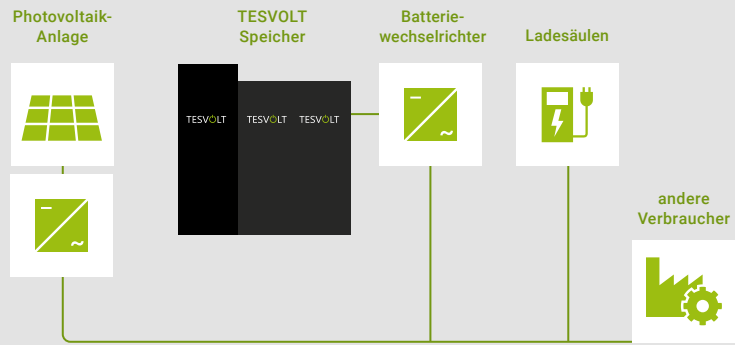 Photovoltaik-
Anlage
TESVOLT
Speicher
Batterie-
wechselrichter
Ladesäulen
TESVOLT
TESVOLT
TESVOLT
andere
Verbraucher